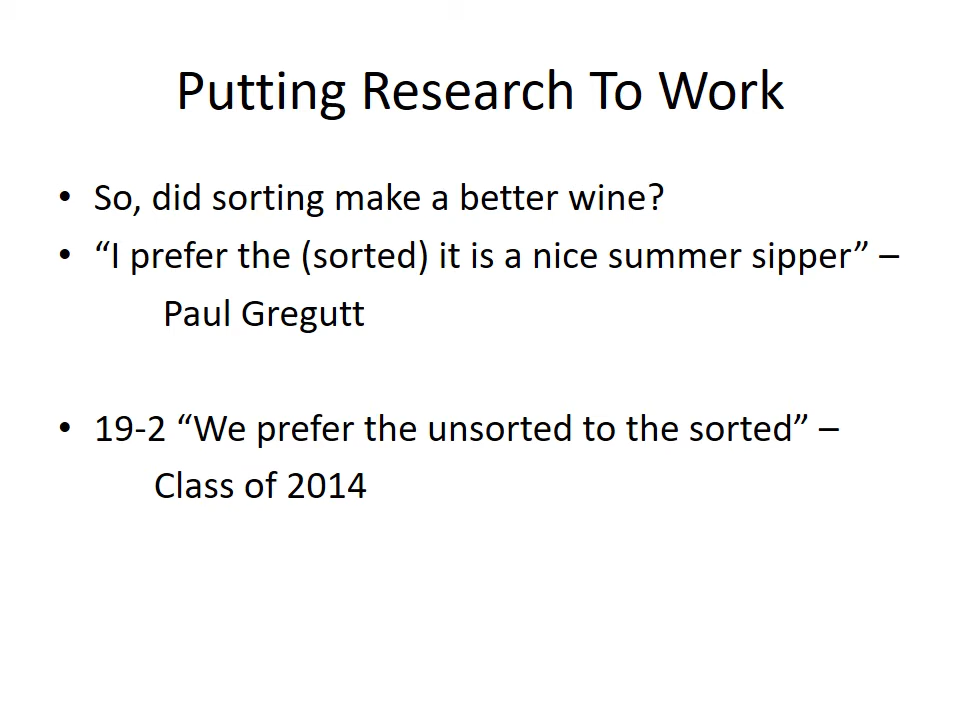 Putting Research To Work
• So, did sorting make a better wine?
• “I prefer the (sorted) it is a nice summer sipper” –
Paul Gregutt
• 19-2 “We prefer the unsorted to the sorted” –
Class of 2014